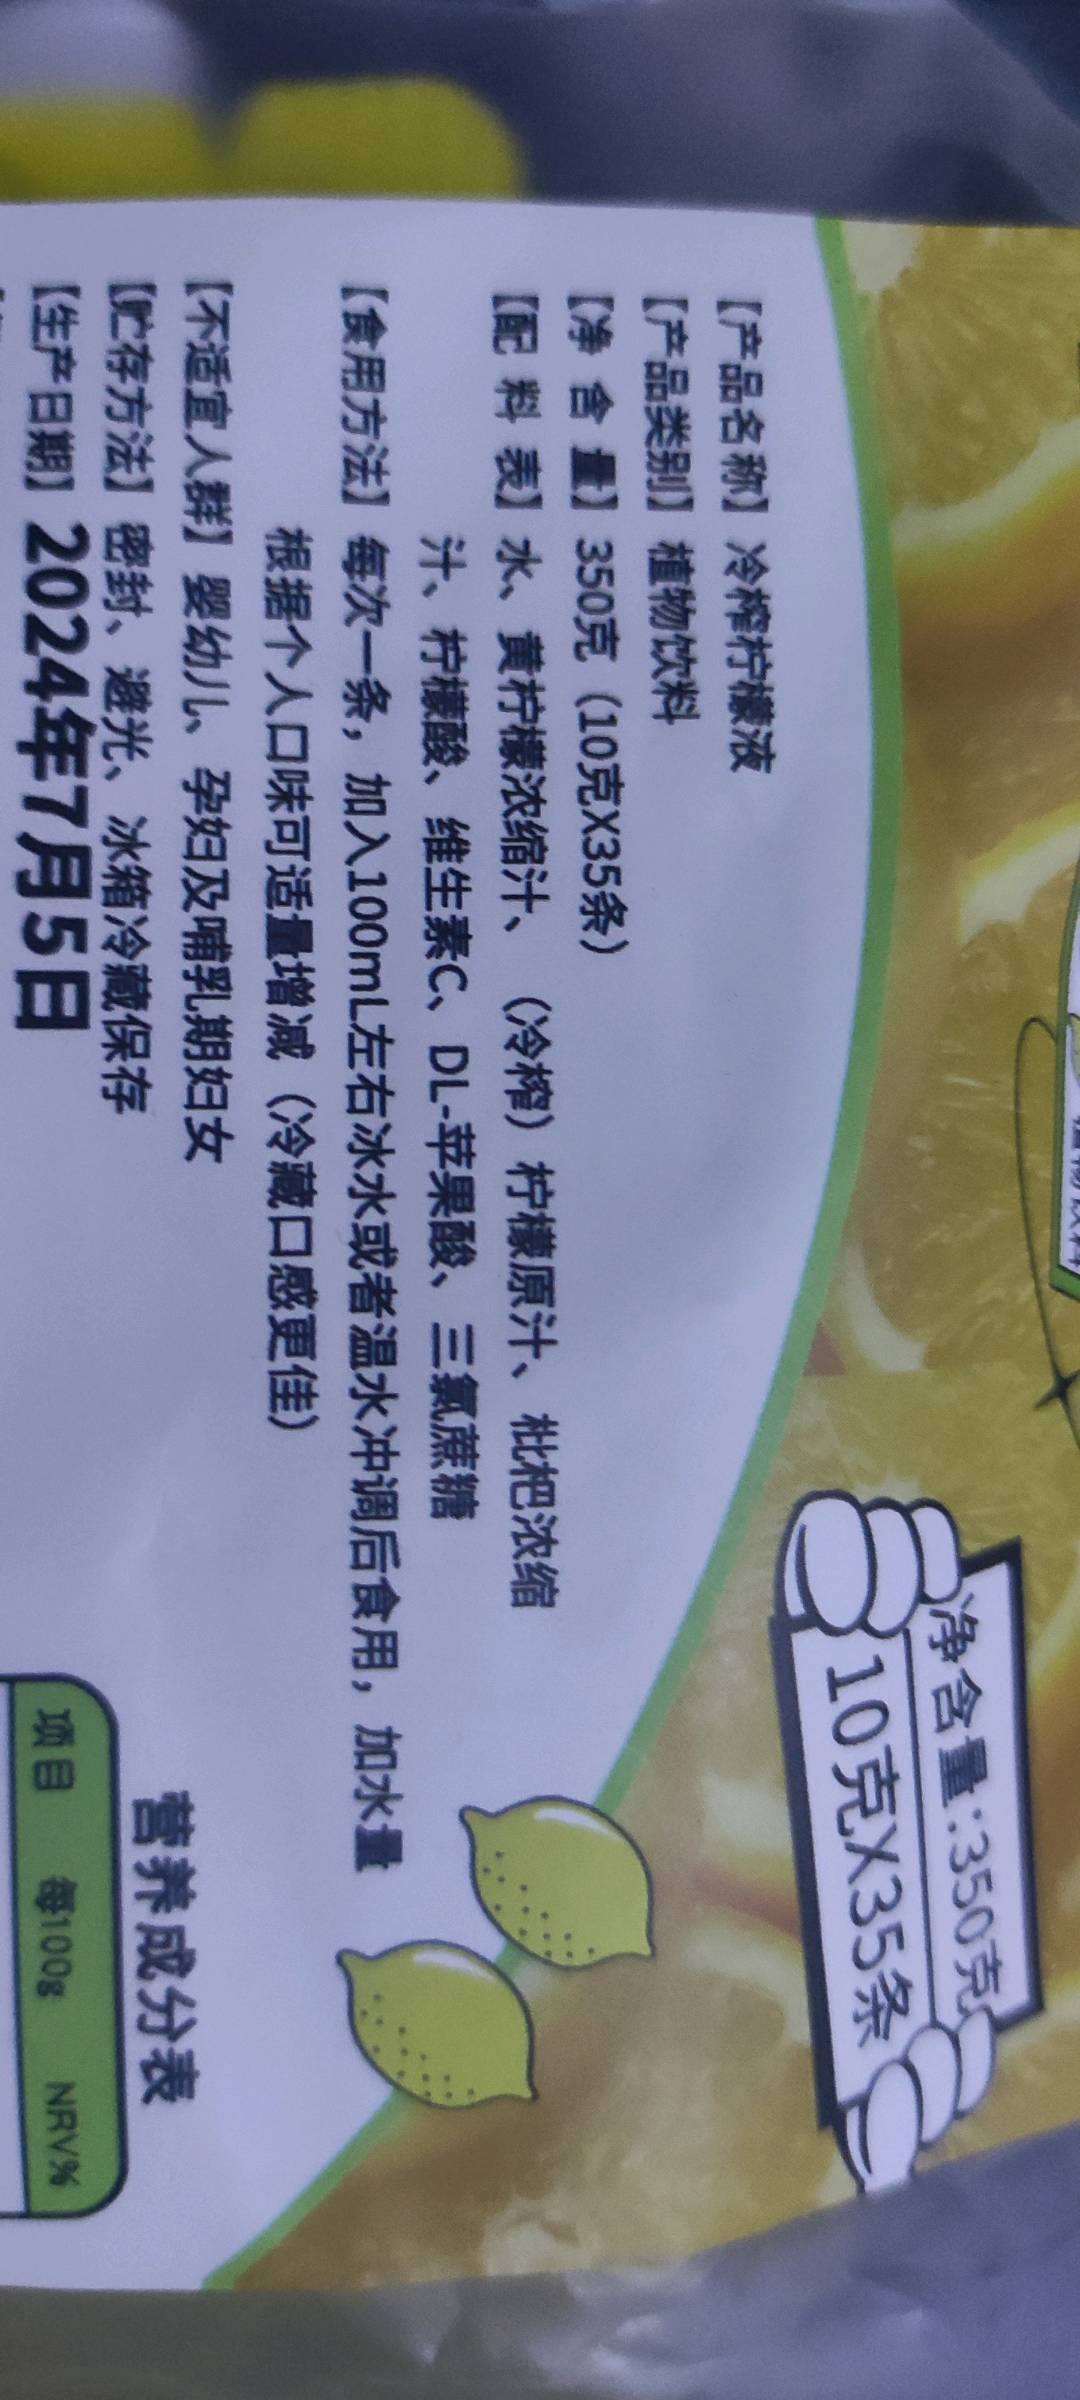 【产品名称】冷榨柠檬液
【产品类别】植物饮料
【净 含 量】350克（10克X35条）
【配 料 表】水、黄柠檬浓缩汁、（冷榨）柠檬原汁、枇杷浓缩
汁、柠檬酸、维生素C、DL-苹果酸、三氯蔗糖
【食用方法】每次一条，加入100mL左右冰水或者温水冲调后食用，加水量
根据个人口味可适量增减（冷藏口感更佳）
【不适宜人群】婴幼儿、孕妇及哺乳期妇女
【贮存方法】密封、避光、冰箱冷藏保存
【生产日期】2024年7月5日
净含量:350克
10克X35条
营养成分表
项目 每100g NRV%